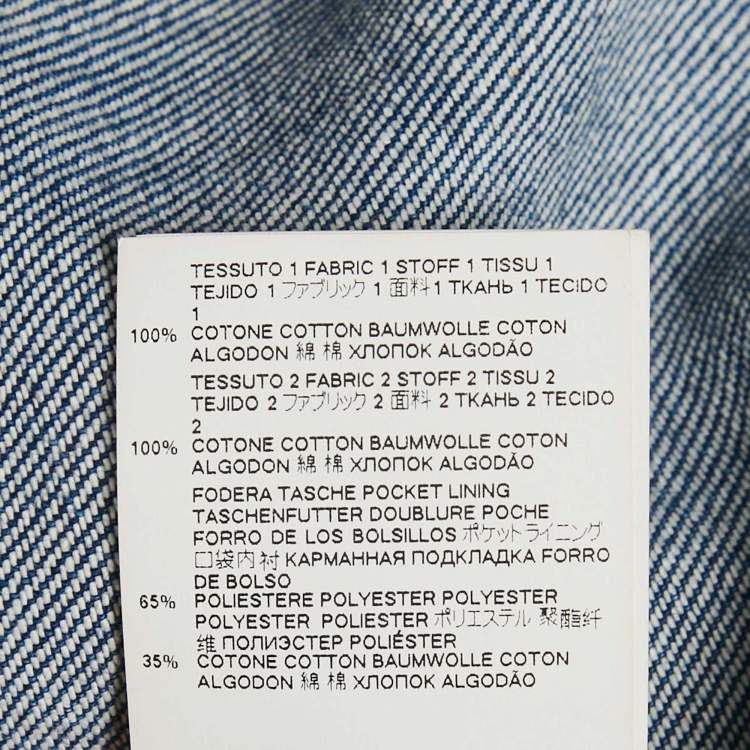 TESSUTO 1 FABRIC 1 STOFF 1 TISSU 1
TEJIDO 1 ファブリック 1 面料 1 ТКАНЬ 1 TECIDO
1
100% COTONE COTTON BAUMWOLLE COTON
ALGODON 綿 棉 ХЛОПОК ALGODÃO
TESSUTO 2 FABRIC 2 STOFF 2 TISSU 2
TEJIDO 2 ファブリック 2 面料 2 ТКАНЬ 2 TECIDO
2
100% COTONE COTTON BAUMWOLLE COTON
ALGODON 綿 棉 ХЛОПОК ALGODÃO
FODERA TASCHE POCKET LINING
TASCHENFUTTER DOUBLURE POCHE
FORRO DE LOS BOLSILLOS ポケットライニング
口袋内衬 КАРМАННАЯ ПОДКЛАДКА FORRO
DE BOLSO
65% POLIESTERE POLYESTER POLYESTER
POLYESTER POLIESTER ポリエステル 聚酯纤
维 ПОЛИЭСТЕР POLIÉSTER
35% COTONE COTTON BAUMWOLLE COTON
ALGODON 綿 棉 ХЛОПОК ALGODÃO